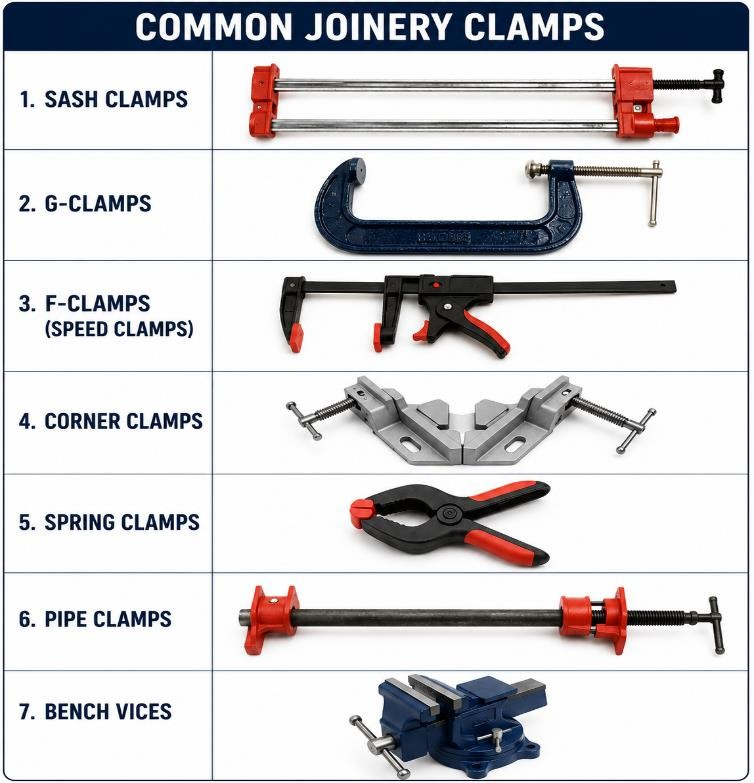 COMMON JOINERY CLAMPS
1. SASH CLAMPS
2. G-CLAMPS
3. F-CLAMPS
(SPEED CLAMPS)
4. CORNER CLAMPS
5. SPRING CLAMPS
6. PIPE CLAMPS
7. BENCH VICES